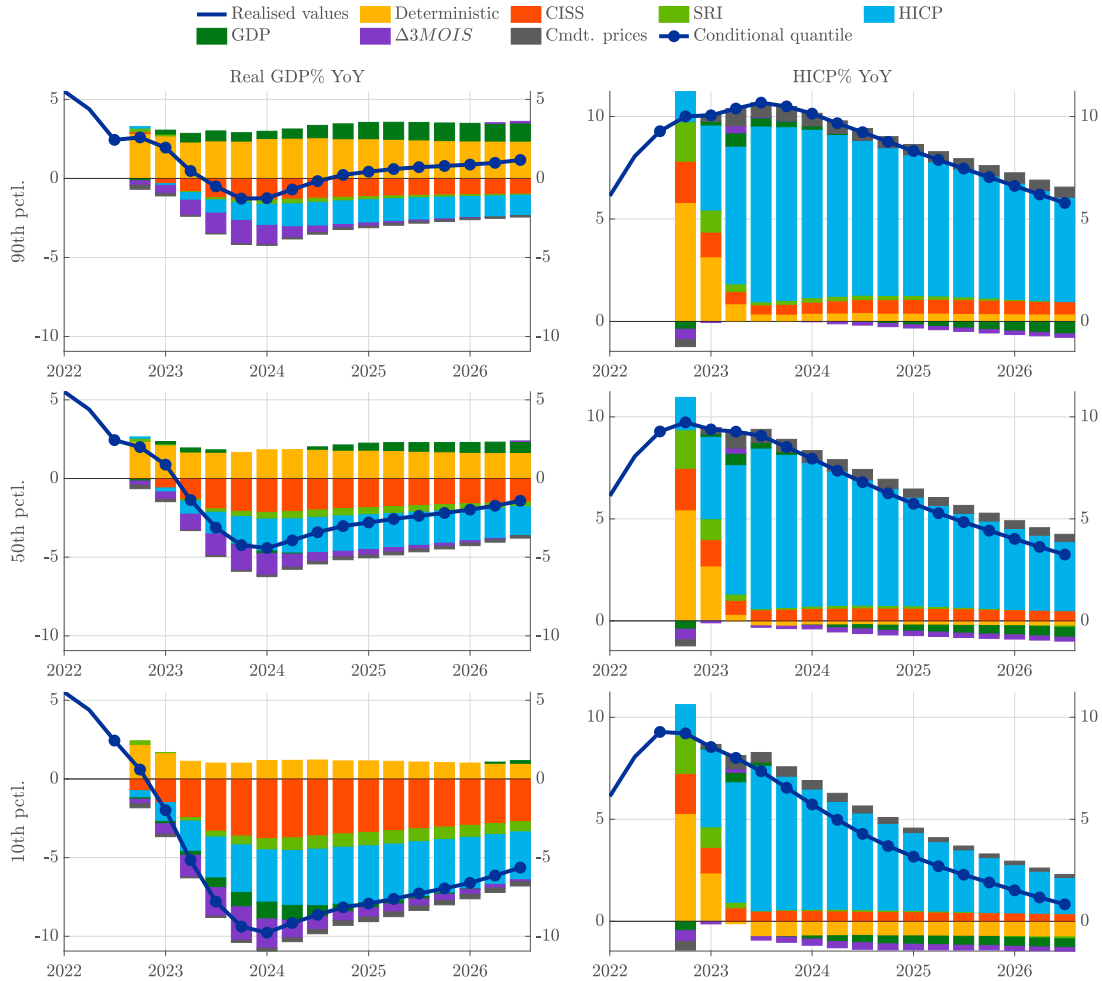 Realised values Deterministic CISS SRI HICP
GDP Δ3MOIS Cmdt. prices Conditional quantile
Real GDP% YoY HICP% YoY
90th pctl.
5 5
0 0
-5 -5
-10 -10
2022 2023 2024 2025 2026
10 10
5 5
0 0
2022 2023 2024 2025 2026
50th pctl.
5 5
0 0
-5 -5
-10 -10
2022 2023 2024 2025 2026
10 10
5 5
0 0
2022 2023 2024 2025 2026
10th pctl.
5 5
0 0
-5 -5
-10 -10
2022 2023 2024 2025 2026
10 10
5 5
0 0
2022 2023 2024 2025 2026